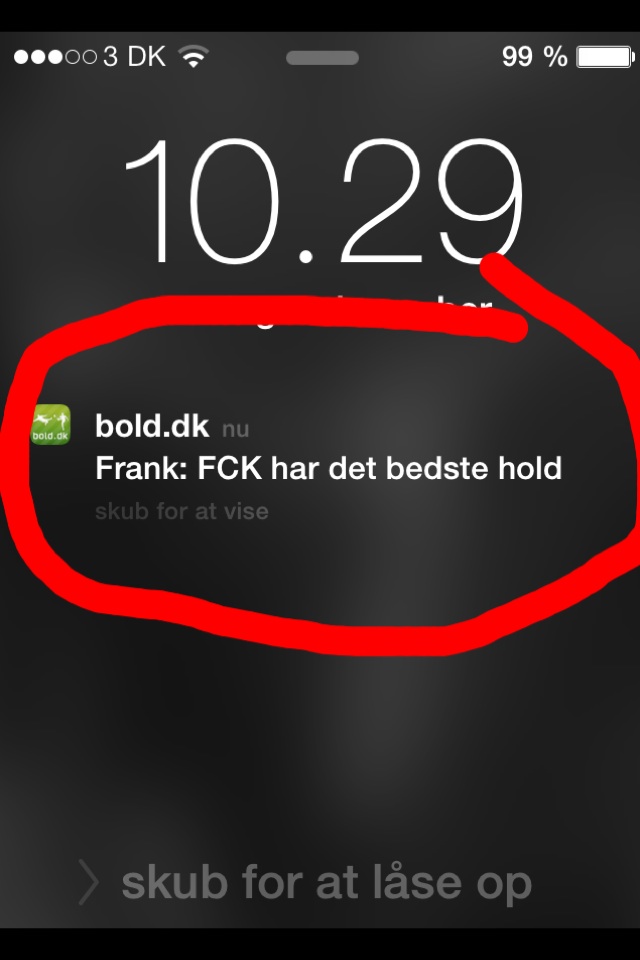 3 DK 99 %
10.29
bold.dk nu
bold.dk
Frank: FCK har det bedste hold
skub for at vise
skub for at låse op